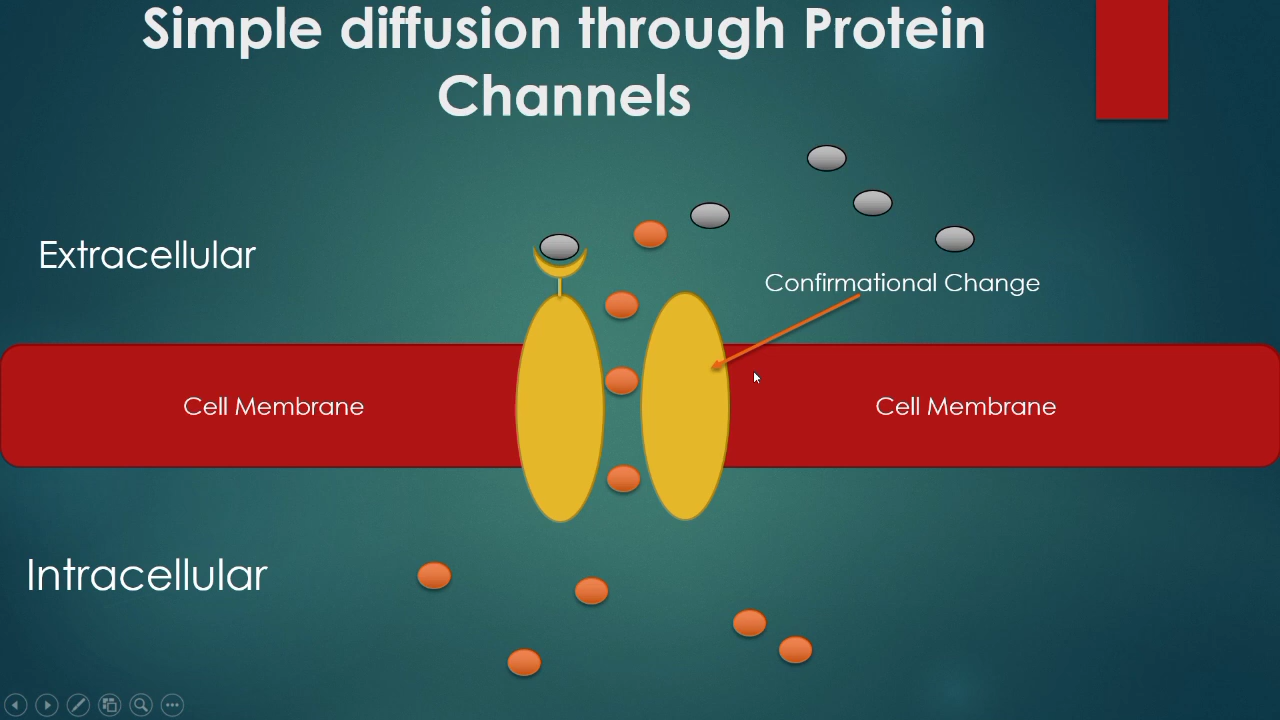 Simple diffusion through Protein
Channels
Extracellular
Confirmational Change
Cell Membrane
Cell Membrane
Intracellular